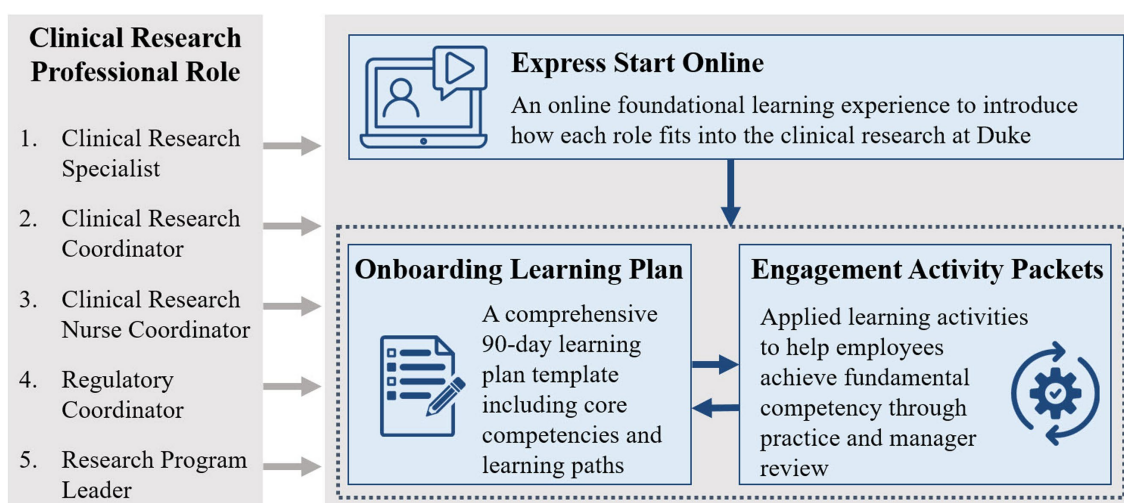 Clinical Research
Professional Role
1. Clinical Research
Specialist
2. Clinical Research
Coordinator
3. Clinical Research
Nurse Coordinator
4. Regulatory
Coordinator
5. Research Program
Leader
Express Start Online
An online foundational learning experience to introduce
how each role fits into the clinical research at Duke
Onboarding Learning Plan
A comprehensive
90-day learning
plan template
including core
competencies and
learning paths
Engagement Activity Packets
Applied learning activities
to help employees
achieve fundamental
competency through
practice and manager
review